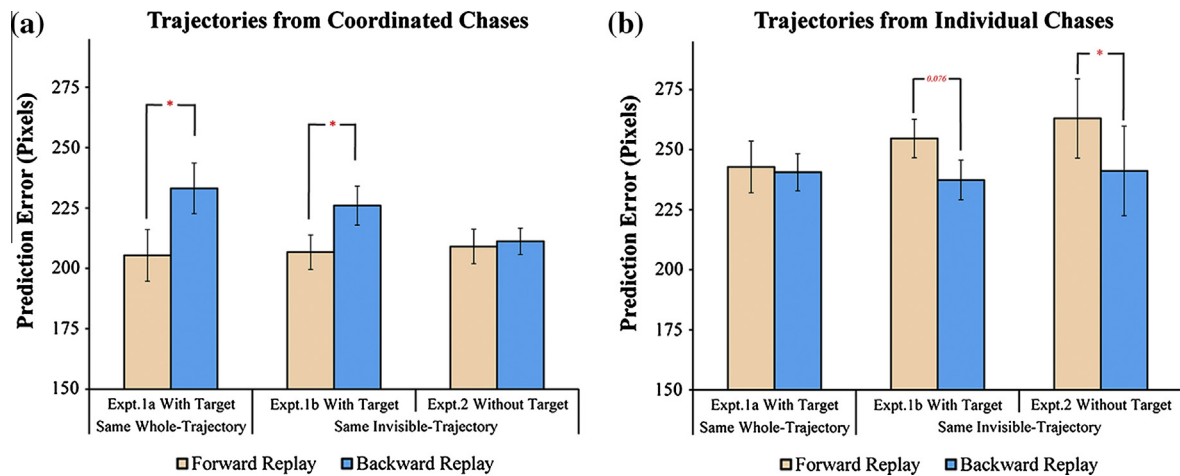 (a) Trajectories from Coordinated Chases
Prediction Error (Pixels)
275
250
225
200
175
150
*
*
Expt.1a With Target Expt.1b With Target Expt.2 Without Target
Same Whole-Trajectory Same Invisible-Trajectory
Forward Replay Backward Replay
(b) Trajectories from Individual Chases
Prediction Error (Pixels)
275
250
225
200
175
150
0.076
*
Expt.1a With Target Expt.1b With Target Expt.2 Without Target
Same Whole-Trajectory Same Invisible-Trajectory
Forward Replay Backward Replay